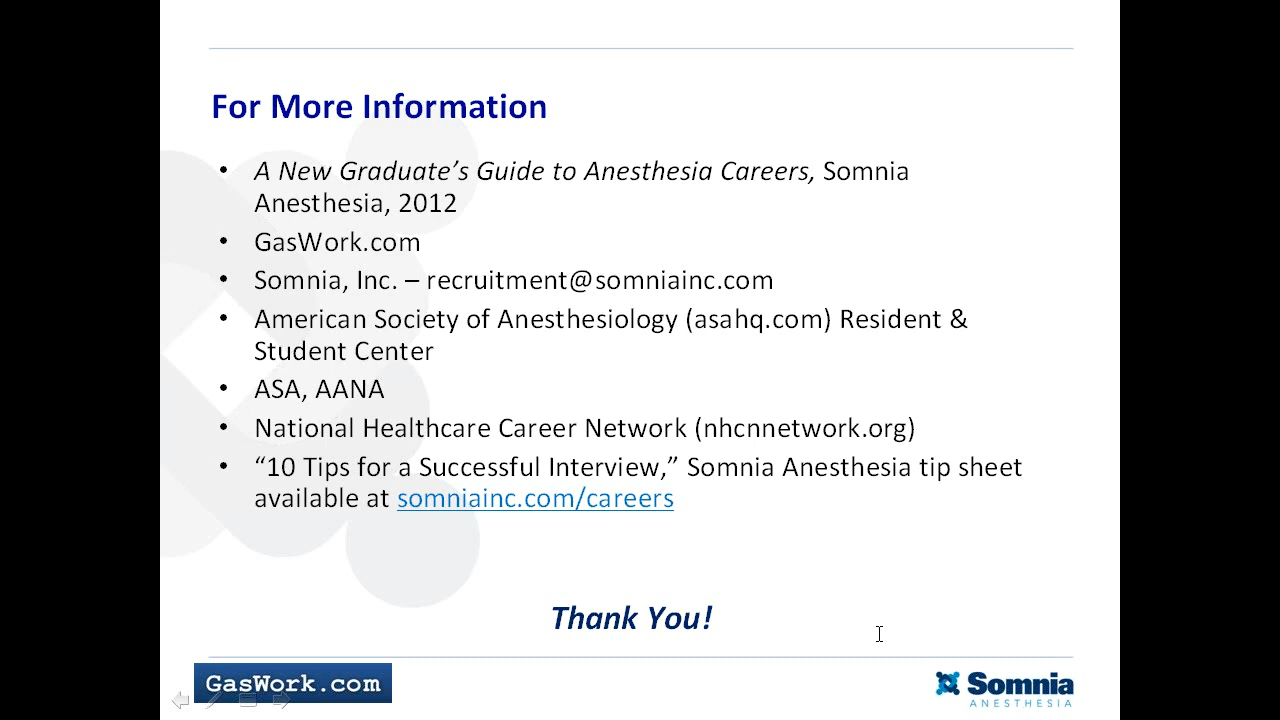 For More Information
• A New Graduate’s Guide to Anesthesia Careers, Somnia
Anesthesia, 2012
• GasWork.com
• Somnia, Inc. – recruitment@somniainc.com
• American Society of Anesthesiology (asahq.com) Resident &
Student Center
• ASA, AANA
• National Healthcare Career Network (nhcnnetwork.org)
• “10 Tips for a Successful Interview,” Somnia Anesthesia tip sheet
available at somniainc.com/careers
Thank You!
GasWork.com
Somnia
ANESTHESIA